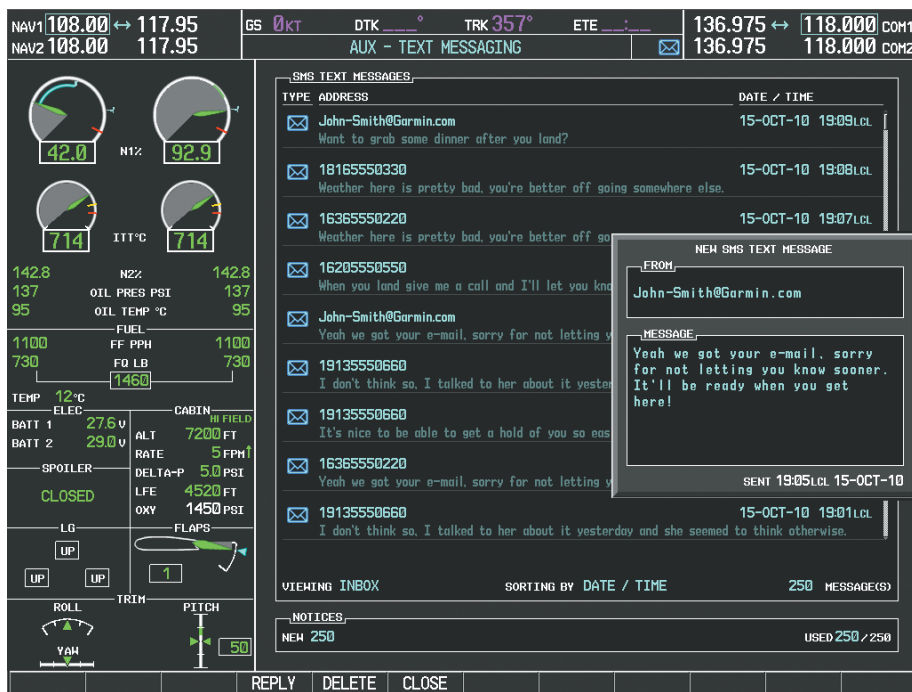 NAV1 108.00 ↔ 117.95
NAV2 108.00 117.95
GS 0KT DTK ___° TRK 357° ETE __:__
AUX - TEXT MESSAGING
136.975 ↔ 118.000 COM1
136.975 118.000 COM2
42.0 N1% 92.9
714 ITT°C 714
142.8 N2% 142.8
137 OIL PRES PSI 137
95 OIL TEMP °C 95
FUEL
1100 FF PPH 1100
730 FQ LB 730
1460
TEMP 12°C
ELEC
BATT 1 27.6 V
BATT 2 29.0 V
CABIN
HI FIELD
ALT 7200 FT
RATE 5 FPM↑
DELTA-P 5.0 PSI
LFE 4520 FT
OXY 1450 PSI
SPOILER
CLOSED
LG
UP
UP UP
FLAPS
1
TRIM
ROLL
YAW
PITCH
50
SMS TEXT MESSAGES
TYPE ADDRESS DATE / TIME
John-Smith@Garmin.com 15-OCT-10 19:09LCL
Want to grab some dinner after you land?
18165550330 15-OCT-10 19:08LCL
Weather here is pretty bad, you're better off going somewhere else.
16365550220 15-OCT-10 19:07LCL
Weather here is pretty bad, you're better off go
16205550550
When you land give me a call and I'll let you kno
John-Smith@Garmin.com
Yeah we got your e-mail, sorry for not letting y
19135550660
I don't think so, I talked to her about it yester
19135550660
It's nice to be able to get a hold of you so eas
16365550220
Yeah we got your e-mail, sorry for not letting y
19135550660 15-OCT-10 19:01LCL
I don't think so, I talked to her about it yesterday and she seemed to think otherwise.
VIEWING INBOX SORTING BY DATE / TIME 250 MESSAGE(S)
NOTICES
NEW 250 USED 250/250
NEW SMS TEXT MESSAGE
FROM
John-Smith@Garmin.com
MESSAGE
Yeah we got your e-mail, sorry
for not letting you know sooner.
It'll be ready when you get
here!
SENT 19:05LCL 15-OCT-10
REPLY DELETE CLOSE